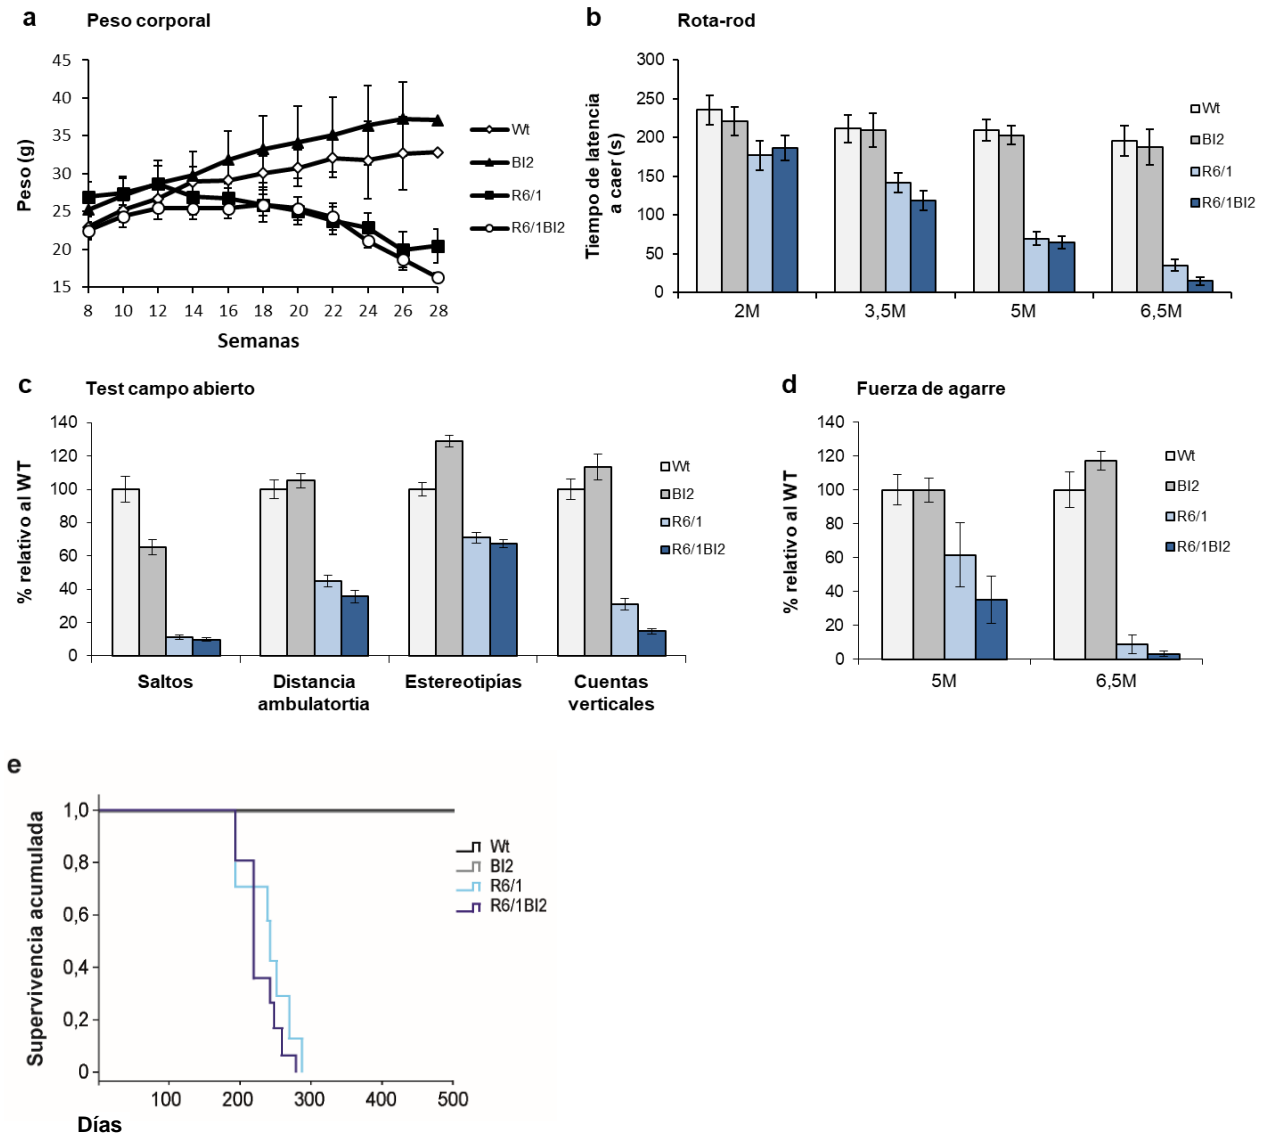 a Peso corporal
45
40
35
30
25
20
15
Peso (g)
8 10 12 14 16 18 20 22 24 26 28
Semanas
Wt
BI2
R6/1
R6/1BI2
b Rota-rod
300
250
200
150
100
50
0
Tiempo de latencia
a caer (s)
2M 3,5M 5M 6,5M
Wt
BI2
R6/1
R6/1BI2
c Test campo abierto
140
120
100
80
60
40
20
0
% relativo al WT
Saltos Distancia Estereotipías Cuentas
ambulatortia verticales
Wt
BI2
R6/1
R6/1BI2
d Fuerza de agarre
140
120
100
80
60
40
20
0
% relativo al WT
5M 6,5M
Wt
BI2
R6/1
R6/1BI2
e
1,0
0,8
0,6
0,4
0,2
0
Supervivencia acumulada
100 200 300 400 500
Días
Wt
BI2
R6/1
R6/1BI2